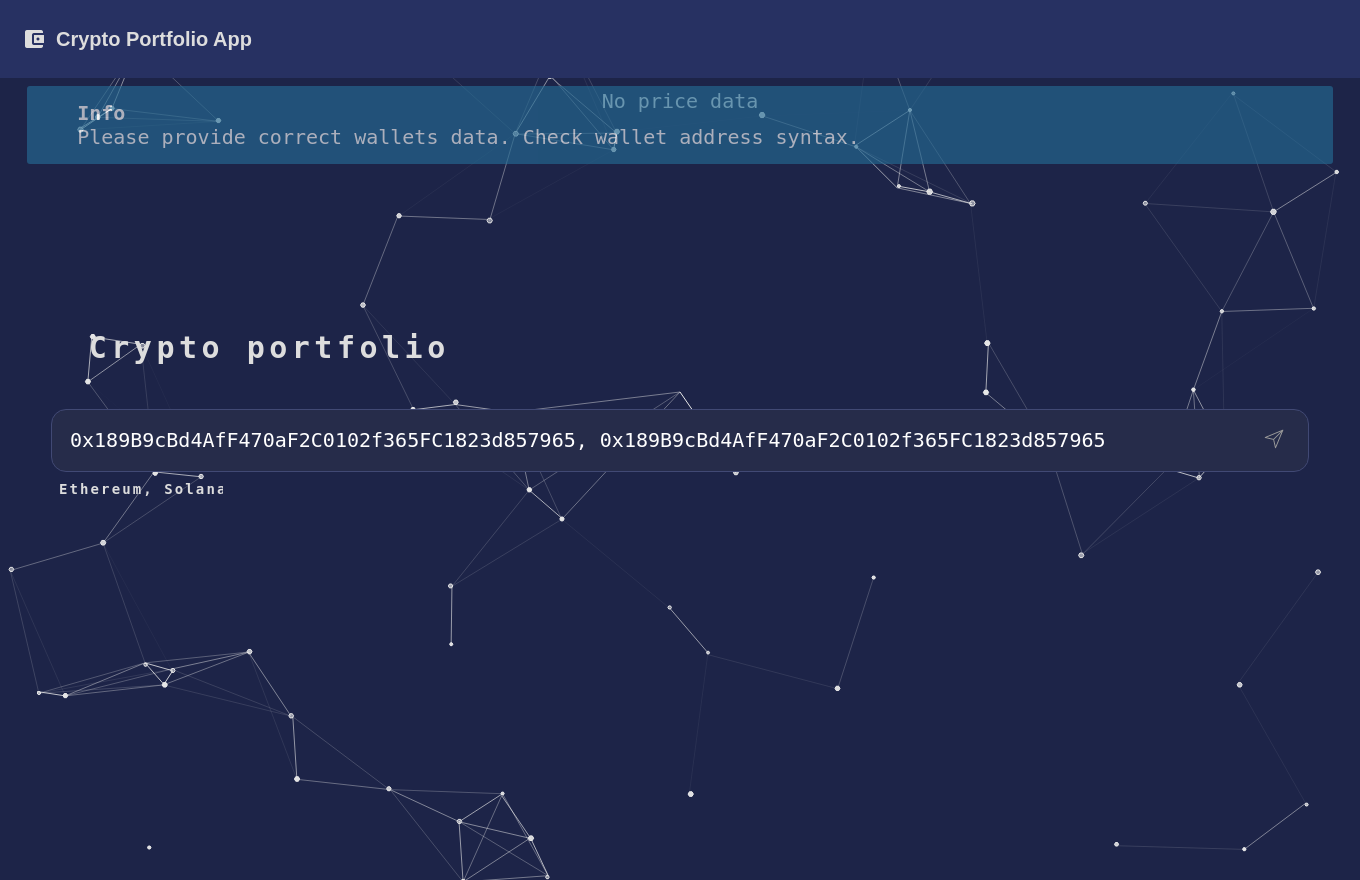 Crypto Portfolio App
No price data
Info
Please provide correct wallets data. Check wallet address syntax.
Crypto portfolio
0x189B9cBd4AfF470aF2C0102f365FC1823d857965, 0x189B9cBd4AfF470aF2C0102f365FC1823d857965
Ethereum, Solana